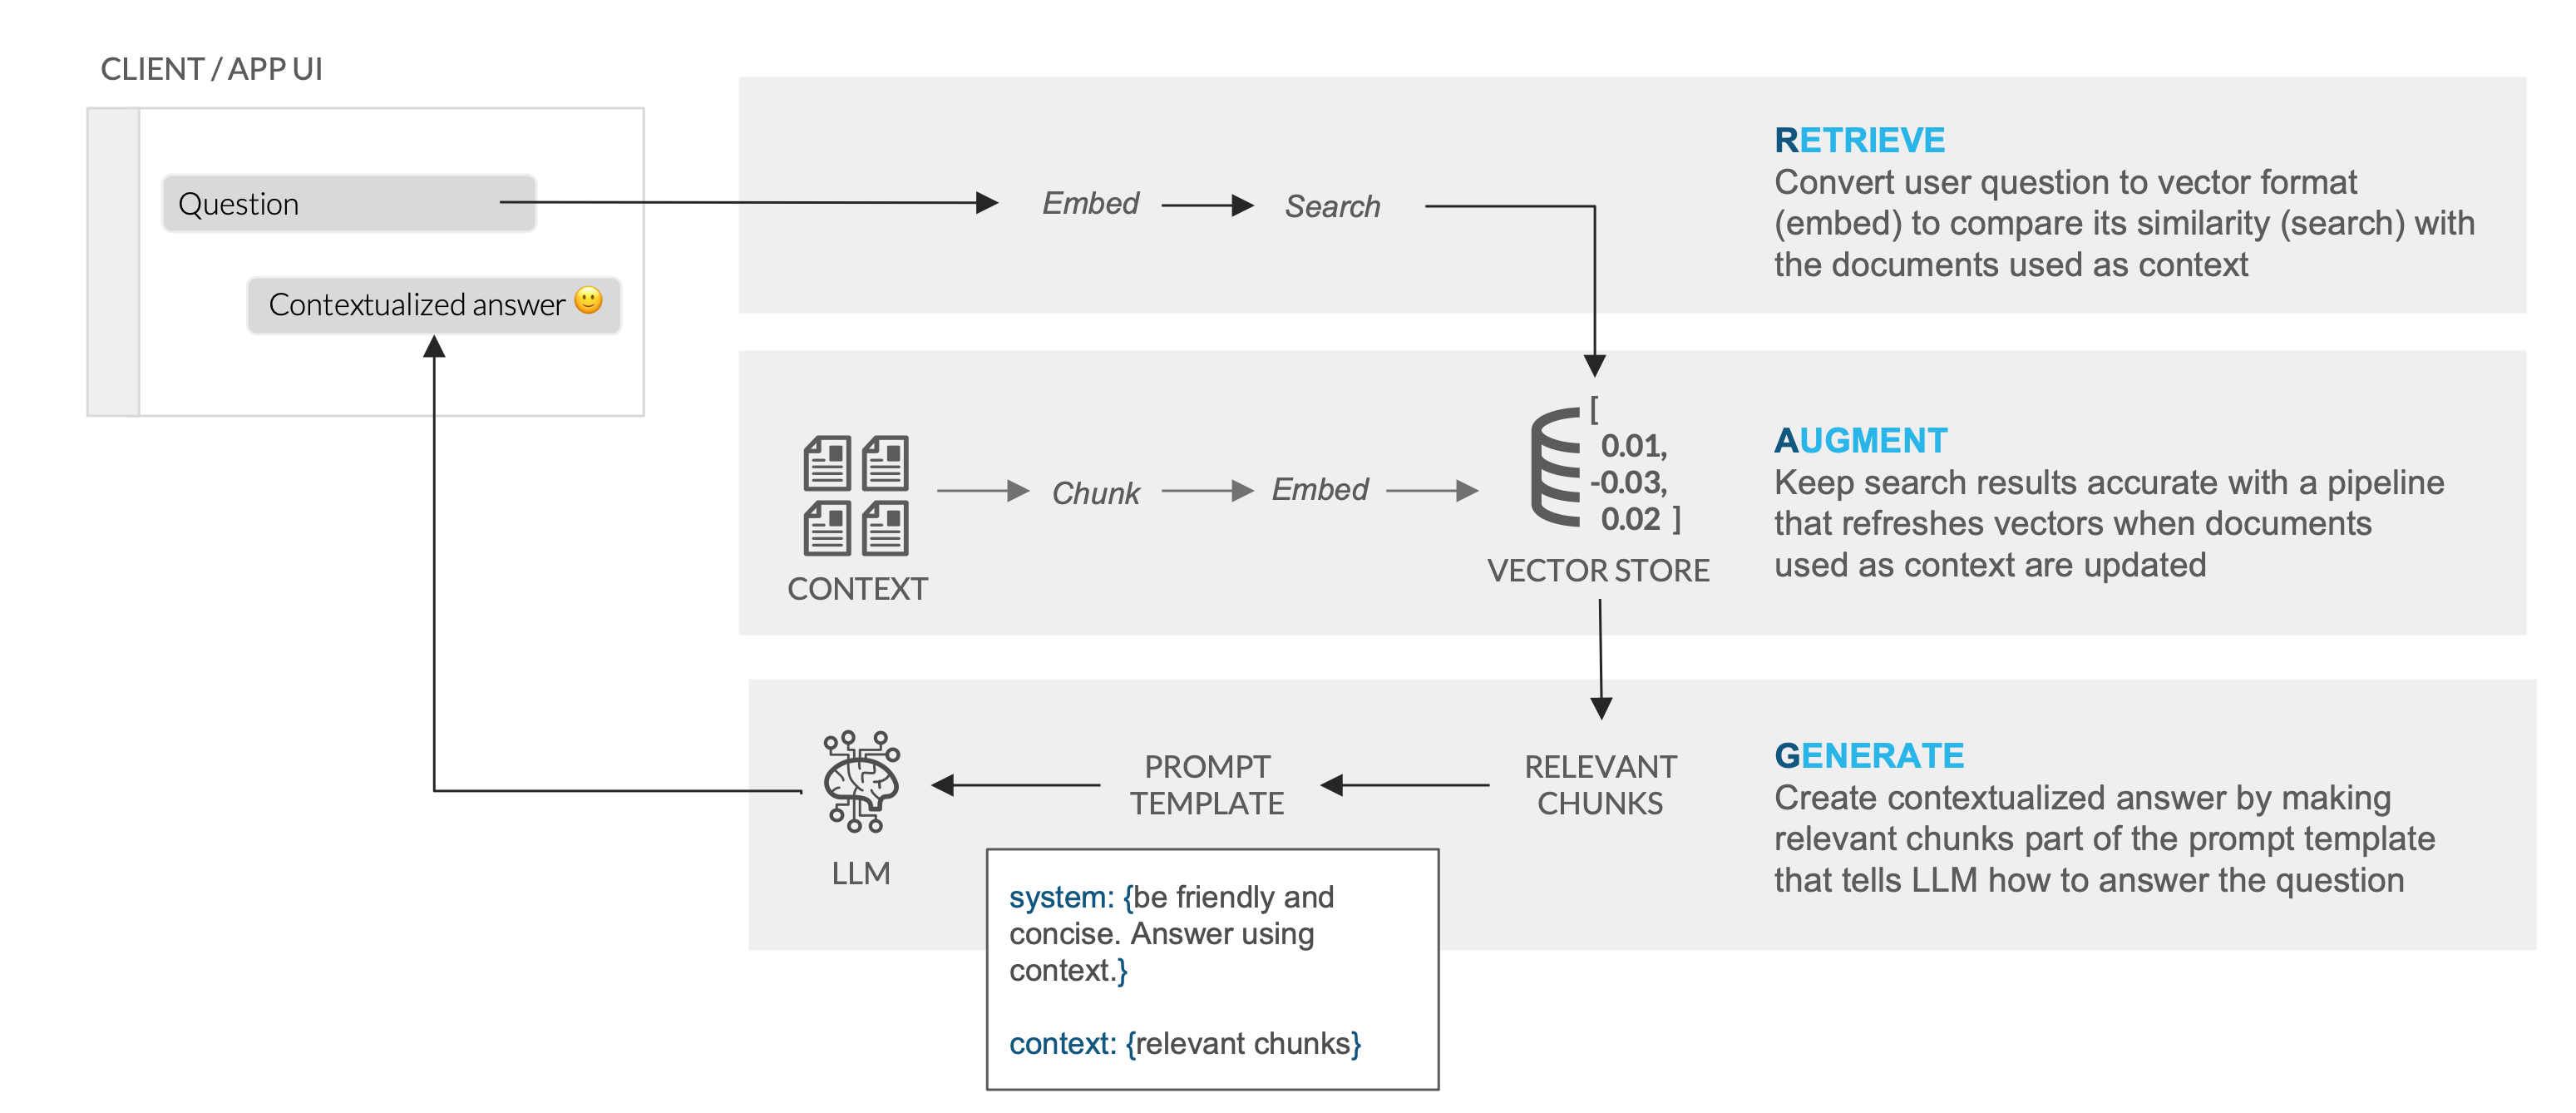 CLIENT / APP UI
Question
Contextualized answer 🙂
Embed
Search
RETRIEVE
Convert user question to vector format
(embed) to compare its similarity (search) with
the documents used as context
CONTEXT
Chunk
Embed
[
0.01,
-0.03,
0.02 ]
VECTOR STORE
AUGMENT
Keep search results accurate with a pipeline
that refreshes vectors when documents
used as context are updated
LLM
PROMPT
TEMPLATE
RELEVANT
CHUNKS
system: {be friendly and
concise. Answer using
context.}
context: {relevant chunks}
GENERATE
Create contextualized answer by making
relevant chunks part of the prompt template
that tells LLM how to answer the question